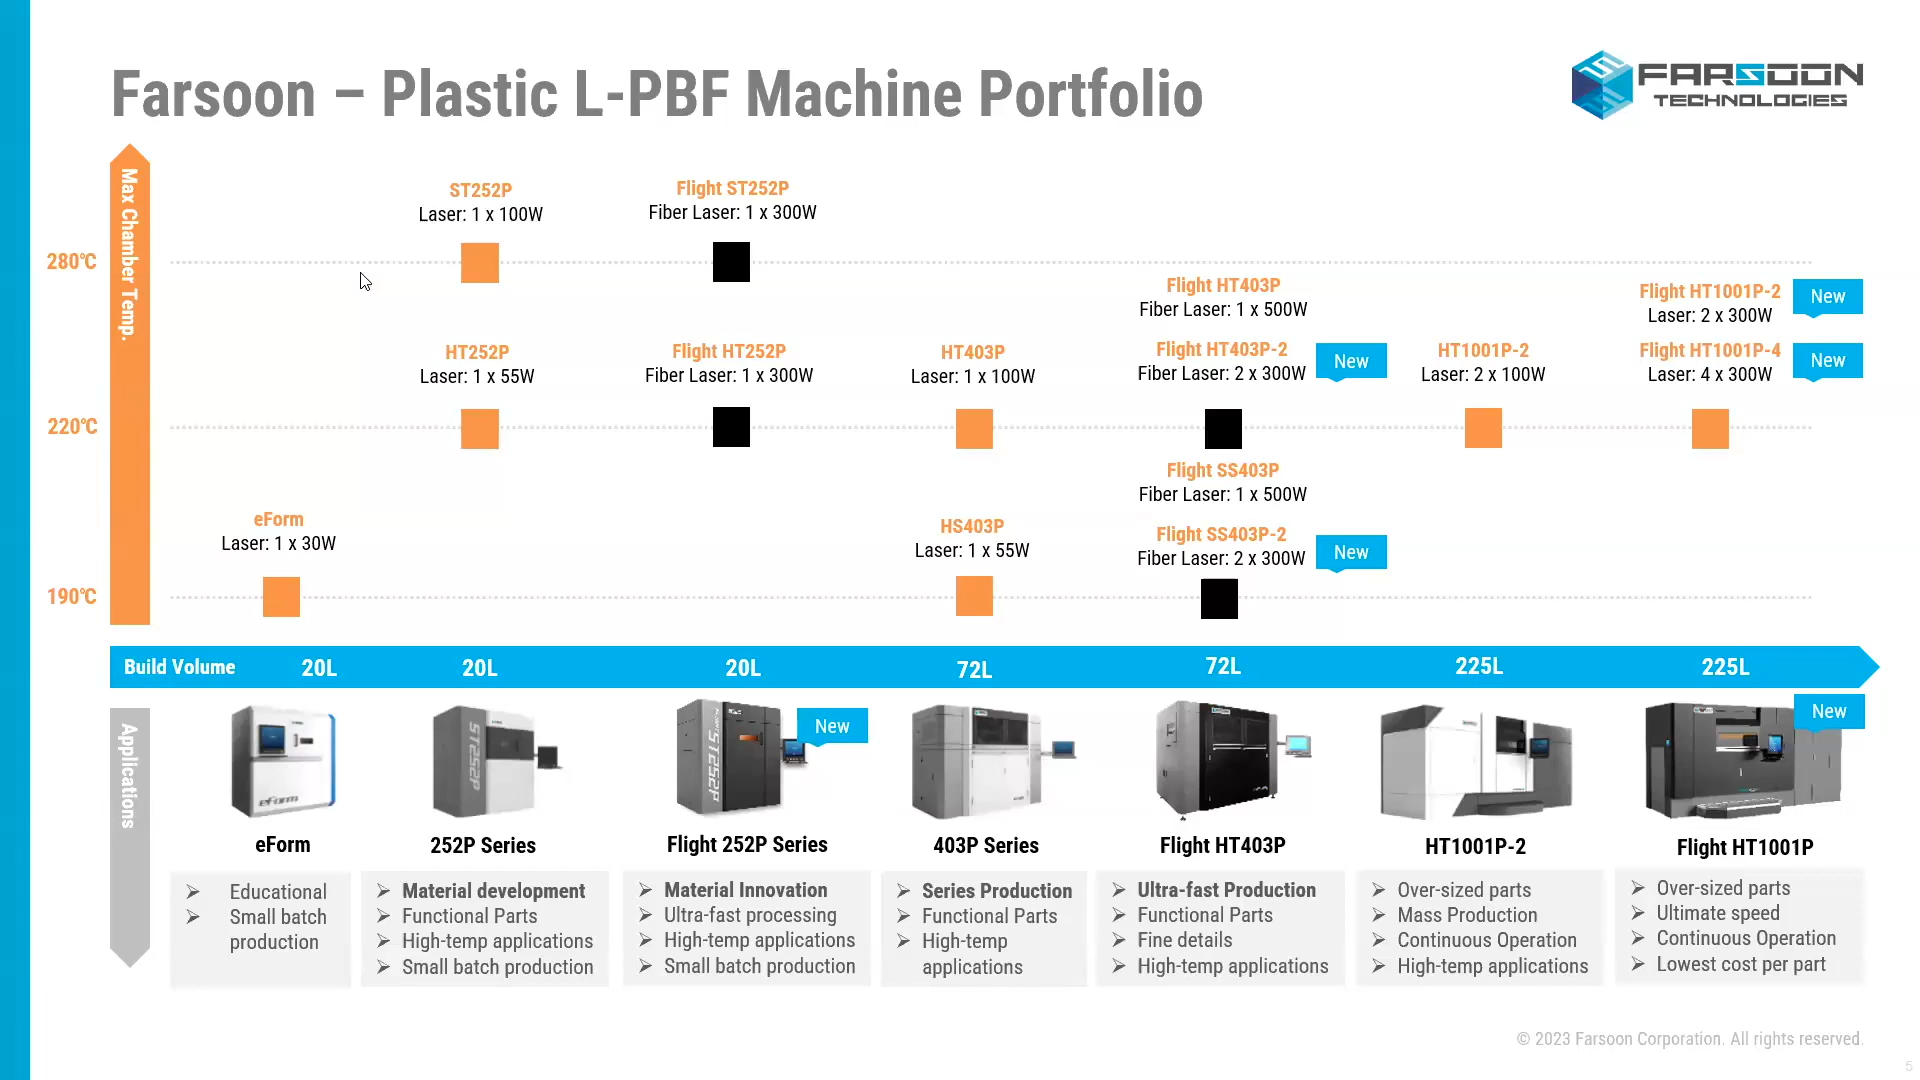 Farsoon – Plastic L-PBF Machine Portfolio
FARSOON
TECHNOLOGIES
Max Chamber Temp.
ST252P
Laser: 1 x 100W
Flight ST252P
Fiber Laser: 1 x 300W
280℃
Flight HT403P
Fiber Laser: 1 x 500W
Flight HT1001P-2
Laser: 2 x 300W
New
HT252P
Laser: 1 x 55W
Flight HT252P
Fiber Laser: 1 x 300W
HT403P
Laser: 1 x 100W
Flight HT403P-2
Fiber Laser: 2 x 300W
New
HT1001P-2
Laser: 2 x 100W
Flight HT1001P-4
Laser: 4 x 300W
New
220℃
Flight SS403P
Fiber Laser: 1 x 500W
eForm
Laser: 1 x 30W
HS403P
Laser: 1 x 55W
Flight SS403P-2
Fiber Laser: 2 x 300W
New
190℃
Build Volume 20L 20L 20L 72L 72L 225L 225L
Applications
eForm
ST252P
ST252P
New
New
eForm
252P Series
Flight 252P Series
403P Series
Flight HT403P
HT1001P-2
Flight HT1001P
➢ Educational
➢ Small batch
production
➢ Material development
➢ Functional Parts
➢ High-temp applications
➢ Small batch production
➢ Material Innovation
➢ Ultra-fast processing
➢ High-temp applications
➢ Small batch production
➢ Series Production
➢ Functional Parts
➢ High-temp
applications
➢ Ultra-fast Production
➢ Functional Parts
➢ Fine details
➢ High-temp applications
➢ Over-sized parts
➢ Mass Production
➢ Continuous Operation
➢ High-temp applications
➢ Over-sized parts
➢ Ultimate speed
➢ Continuous Operation
➢ Lowest cost per part
© 2023 Farsoon Corporation. All rights reserved.
5